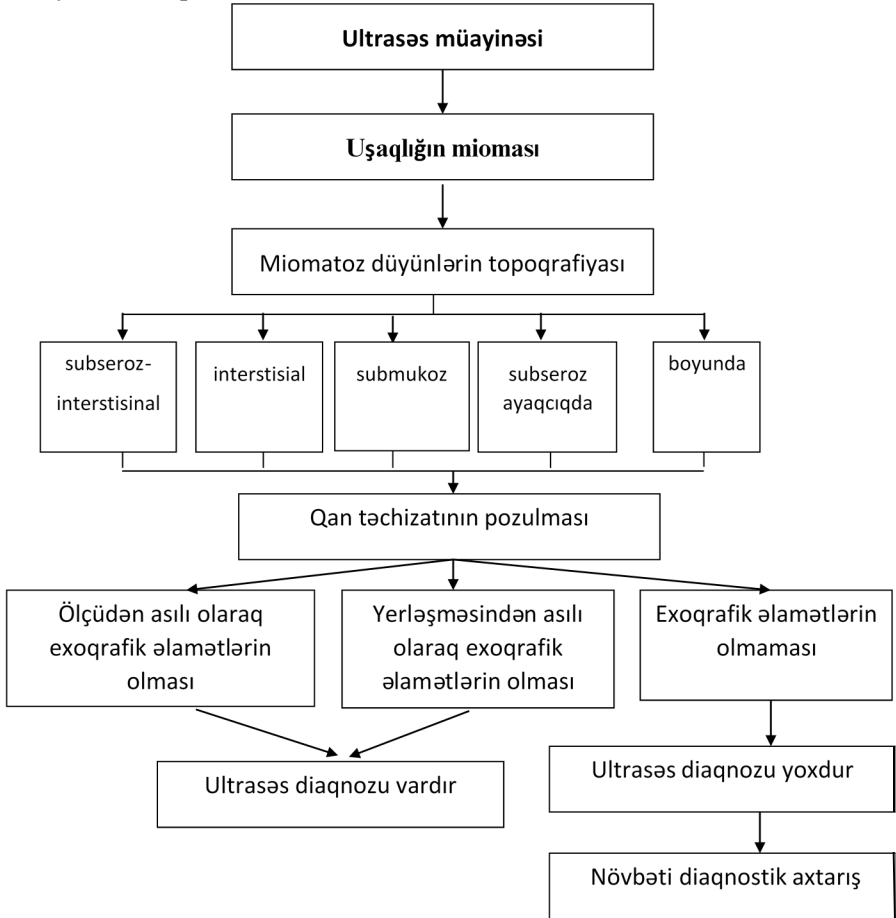 Ultrasəs müayinəsi
Uşaqlığın mioması
Miomatoz düyünlərin topoqrafiyası
subseroz-
interstisinal
interstisial
submukoz
subseroz
ayaqcıqda
boyunda
Qan təchizatının pozulması
Ölçüdən asılı olaraq
exoqrafik əlamətlərin
olması
Yerləşməsindən asılı
olaraq exoqrafik
əlamətlərin olması
Exoqrafik əlamətlərin
olmaması
Ultrasəs diaqnozu vardır
Ultrasəs diaqnozu yoxdur
Növbəti diaqnostik axtarış